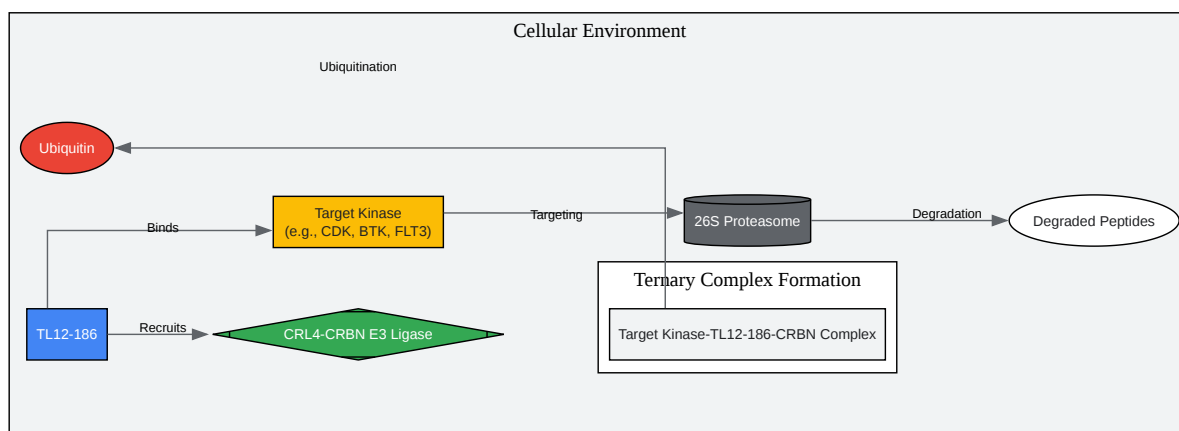 Cellular Environment
Ubiquitination
Ubiquitin
Target Kinase
(e.g., CDK, BTK, FLT3)
Targeting
26S Proteasome
Degradation
Degraded Peptides
Binds
Ternary Complex Formation
TL12-186
Recruits
CRL4-CRBN E3 Ligase
Target Kinase-TL12-186-CRBN Complex